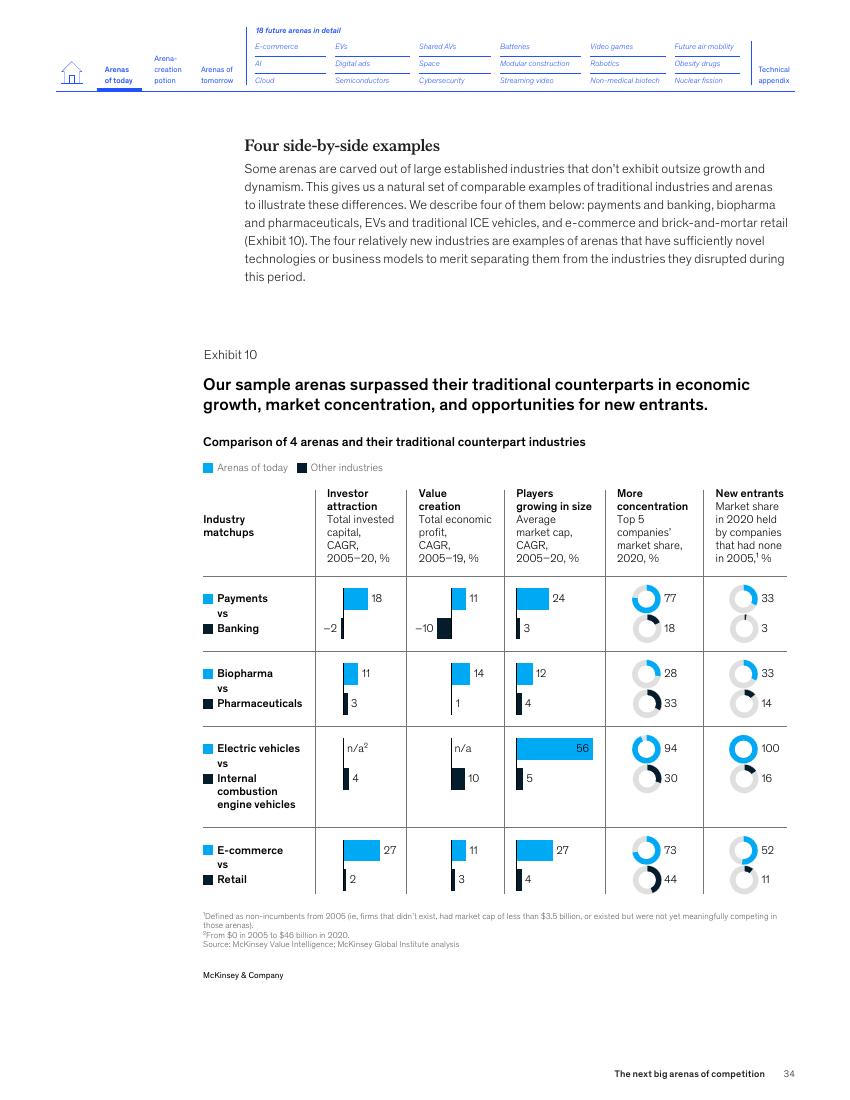 18 future arenas in detail
Arenas of today
Arena-creation potion
Arenas of tomorrow
E-commerce
EVs
Shared AVs
Batteries
Video games
Future air mobility
AI
Digital ads
Space
Modular construction
Robotics
Obesity drugs
Cloud
Semiconductors
Cybersecurity
Streaming video
Non-medical biotech
Nuclear fission
Technical appendix
Four side-by-side examples
Some arenas are carved out of large established industries that don’t exhibit outsize growth and
dynamism. This gives us a natural set of comparable examples of traditional industries and arenas
to illustrate these differences. We describe four of them below: payments and banking, biopharma
and pharmaceuticals, EVs and traditional ICE vehicles, and e-commerce and brick-and-mortar retail
(Exhibit 10). The four relatively new industries are examples of arenas that have sufficiently novel
technologies or business models to merit separating them from the industries they disrupted during
this period.
Exhibit 10
Our sample arenas surpassed their traditional counterparts in economic
growth, market concentration, and opportunities for new entrants.
Comparison of 4 arenas and their traditional counterpart industries
Arenas of today
Other industries
Industry
matchups
Investor
attraction
Total invested
capital,
CAGR,
2005–20, %
Value
creation
Total economic
profit,
CAGR,
2005–19, %
Players
growing in size
Average
market cap,
CAGR,
2005–20, %
More
concentration
Top 5
companies’
market share,
2020, %
New entrants
Market share
in 2020 held
by companies
that had none
in 2005,¹ %
Payments 18 11 24 77 33
vs
Banking –2 –10 3 18 3
Biopharma 11 14 12 28 33
vs
Pharmaceuticals 3 1 4 33 14
Electric vehicles n/a² n/a 56 94 100
vs
Internal 4 10 5 30 16
combustion
engine vehicles
E-commerce 27 11 27 73 52
vs
Retail 2 3 4 44 11
¹Defined as non-incumbents from 2005 (ie, firms that didn’t exist, had market cap of less than $3.5 billion, or existed but were not yet meaningfully competing in
those arenas).
²From $0 in 2005 to $46 billion in 2020.
Source: McKinsey Value Intelligence; McKinsey Global Institute analysis
McKinsey & Company
The next big arenas of competition 34